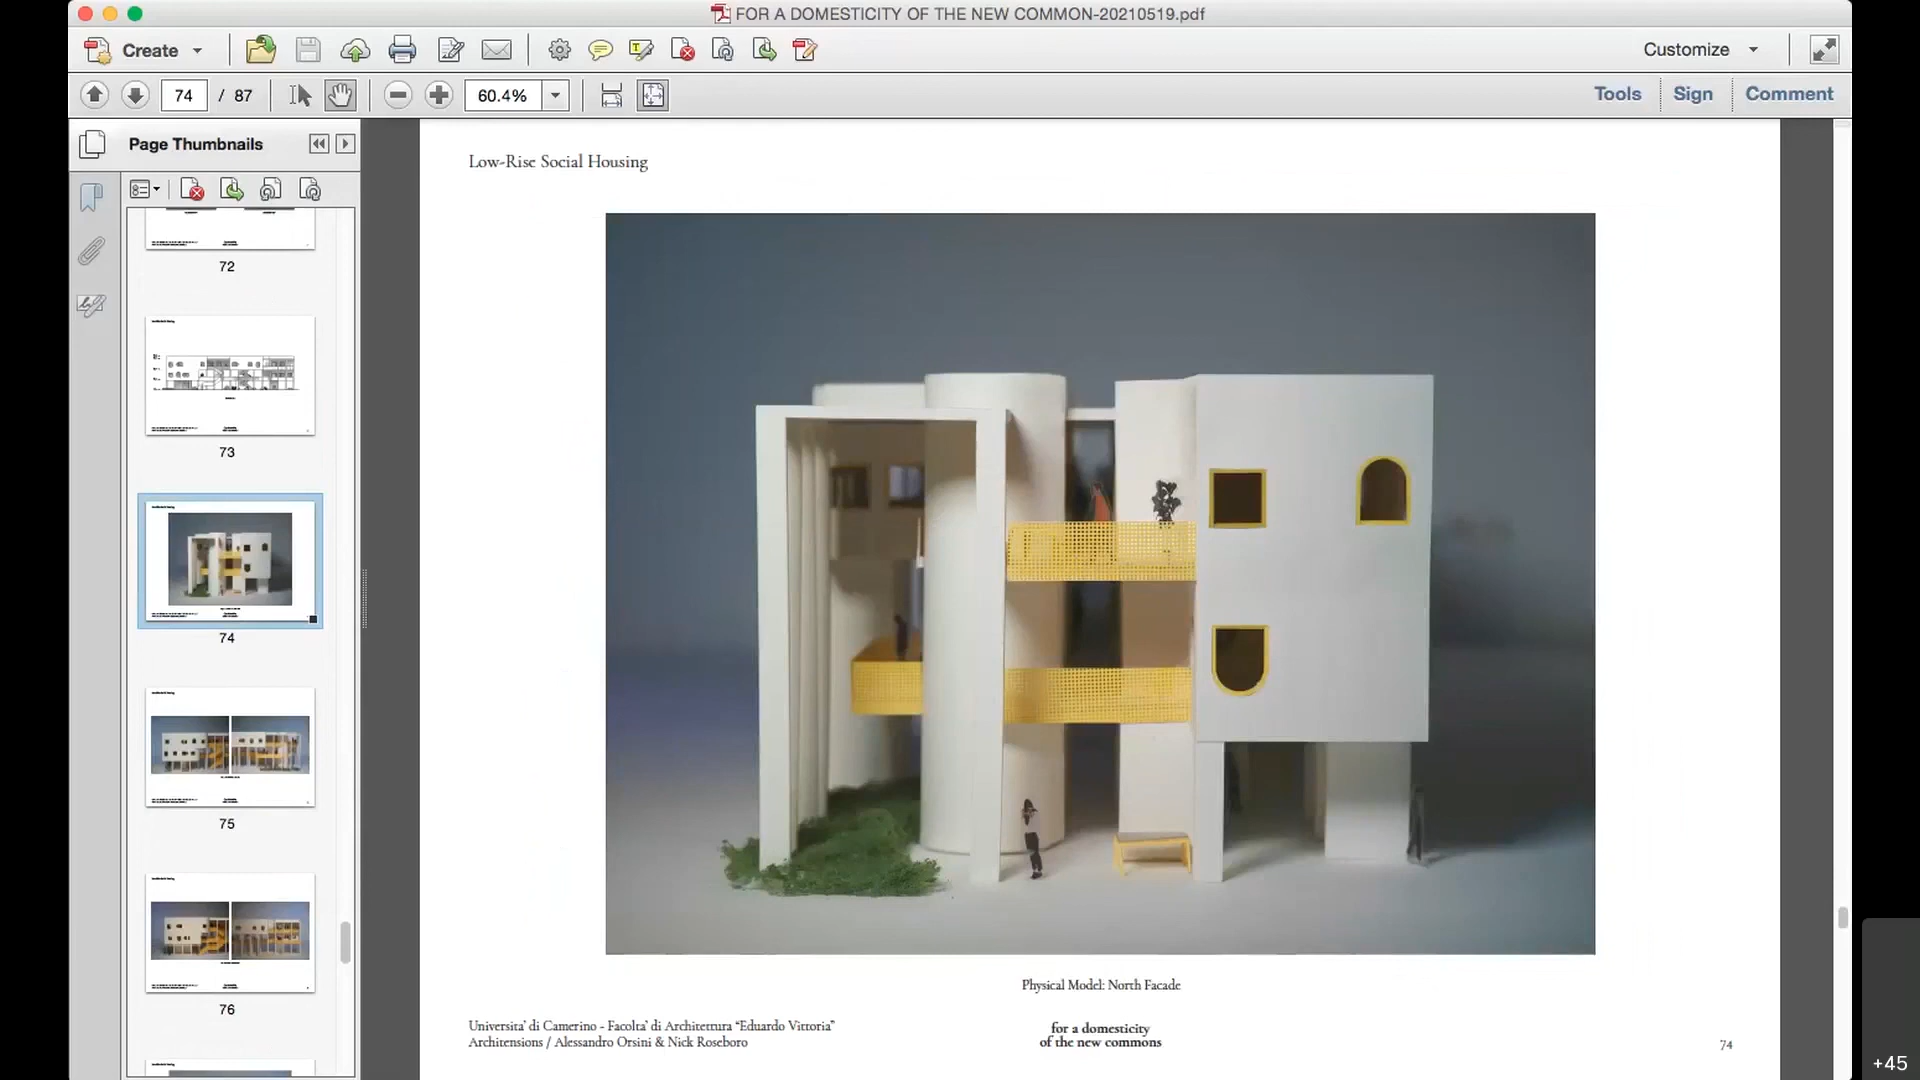 FOR A DOMESTICITY OF THE NEW COMMON-20210519.pdf
Create
Customize
74 / 87
60.4%
Tools
Sign
Comment
Page Thumbnails
72
73
74
75
76
Low-Rise Social Housing
Physical Model: North Facade
Universita' di Camerino - Facolta' di Architettura "Eduardo Vittoria"
Architensions / Alessandro Orsini & Nick Roseboro
for a domesticity
of the new commons
74
+45